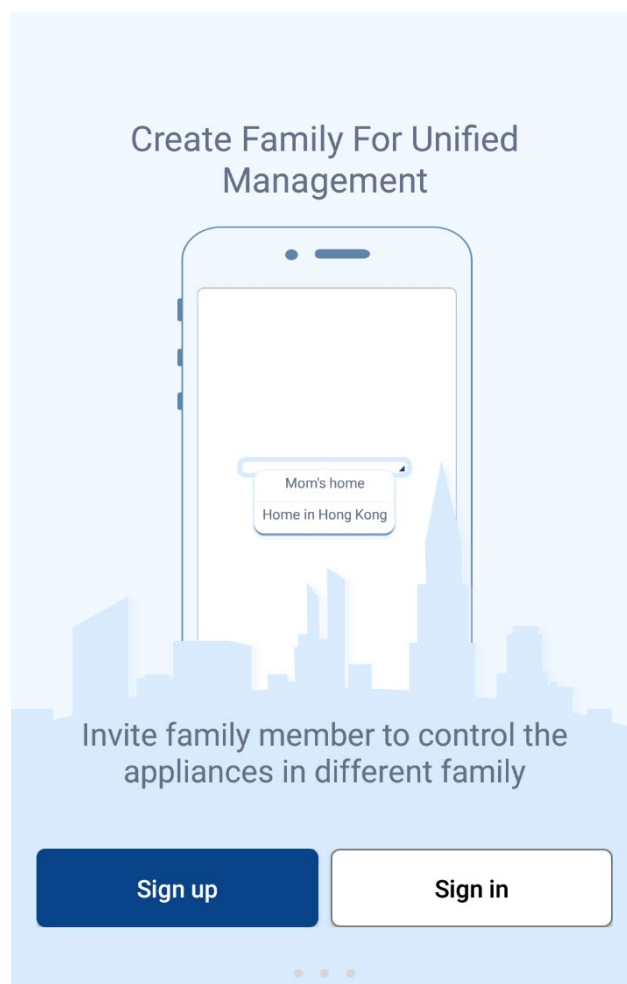 Create Family For Unified
Management
Mom's home
Home in Hong Kong
Invite family member to control the
appliances in different family
Sign up
Sign in